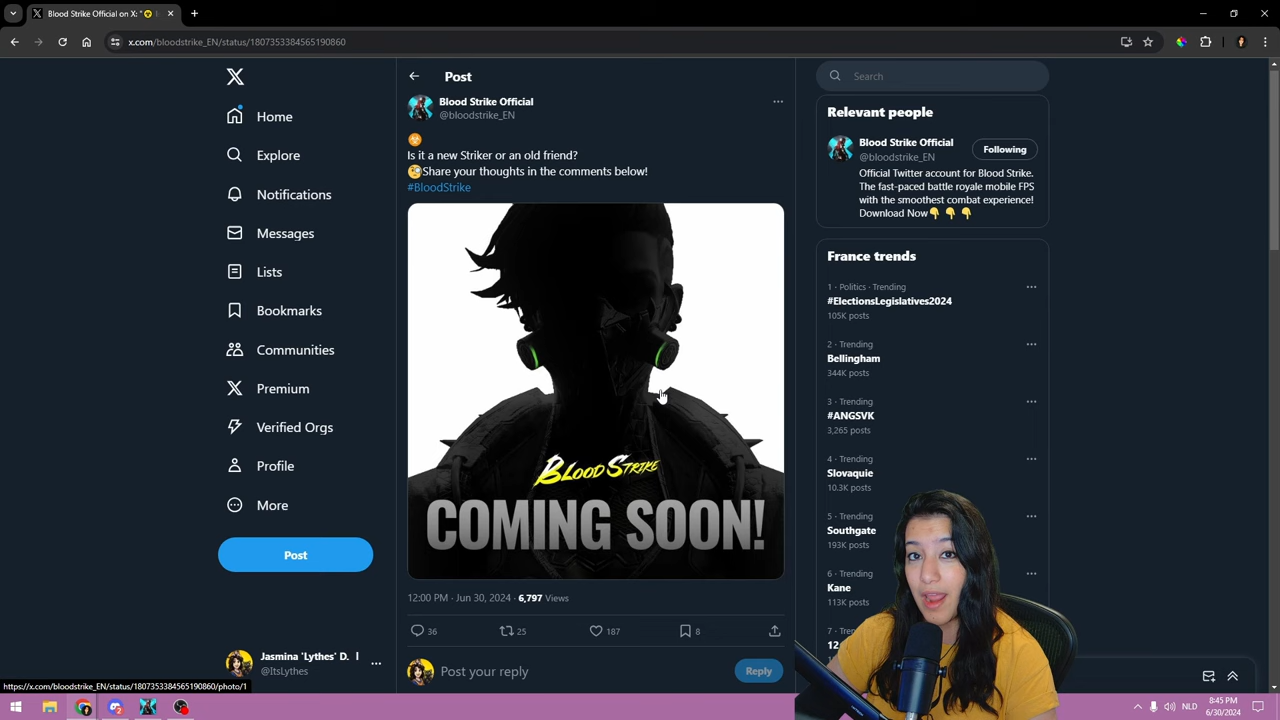 Blood Strike Official on X: "☣
x.com/bloodstrike_EN/status/1807353384565190860
Home
Explore
Notifications
Messages
Lists
Bookmarks
Communities
Premium
Verified Orgs
Profile
More
Post
Jasmina 'Lythes' D. |
@ItsLythes
https://x.com/bloodstrike_EN/status/1807353384565190860/photo/1
Post
Blood Strike Official
@bloodstrike_EN
☣
Is it a new Striker or an old friend?
🧐Share your thoughts in the comments below!
#BloodStrike
BLOOD STRIKE
COMING SOON!
12:00 PM · Jun 30, 2024 · 6,797 Views
36
25
187
8
Post your reply
Reply
Search
Relevant people
Blood Strike Official
@bloodstrike_EN
Following
Official Twitter account for Blood Strike.
The fast-paced battle royale mobile FPS
with the smoothest combat experience!
Download Now👇👇👇
France trends
1 · Politics · Trending
#ElectionsLegislatives2024
105K posts
2 · Trending
Bellingham
344K posts
3 · Trending
#ANGSVK
3,265 posts
4 · Trending
Slovaquie
10.3K posts
5 · Trending
Southgate
193K posts
6 · Trending
Kane
113K posts
NLD
8:45 PM
6/30/2024